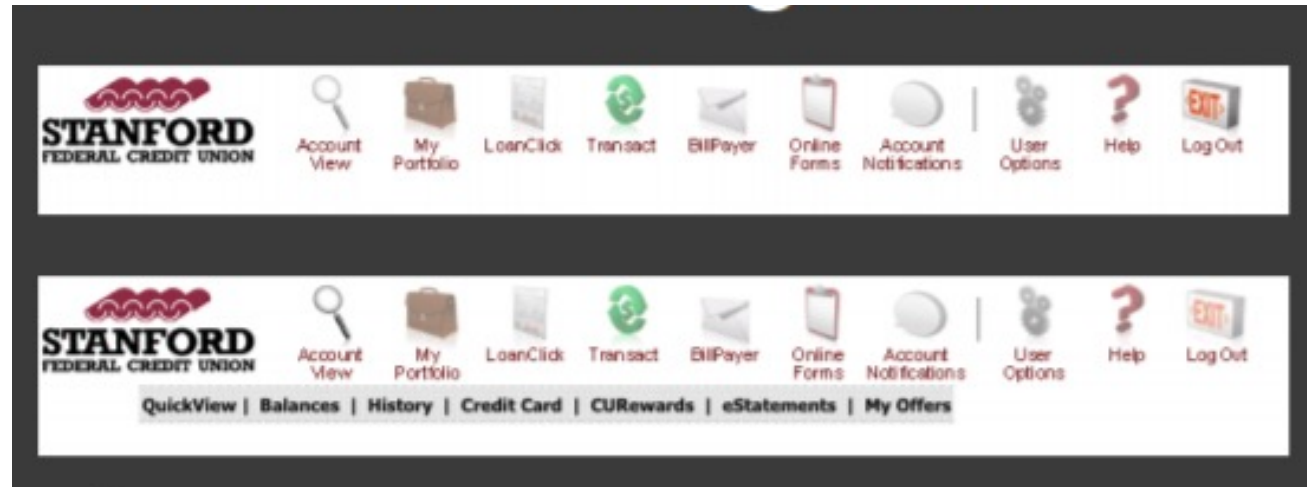 STANFORD
FEDERAL CREDIT UNION
Account View
My Portfolio
LoanClick
Transact
BillPayer
Online Forms
Account Notifications
User Options
Help
EXIT
Log Out
STANFORD
FEDERAL CREDIT UNION
Account View
My Portfolio
LoanClick
Transact
BillPayer
Online Forms
Account Notifications
User Options
Help
EXIT
Log Out
QuickView | Balances | History | Credit Card | CURewards | eStatements | My Offers